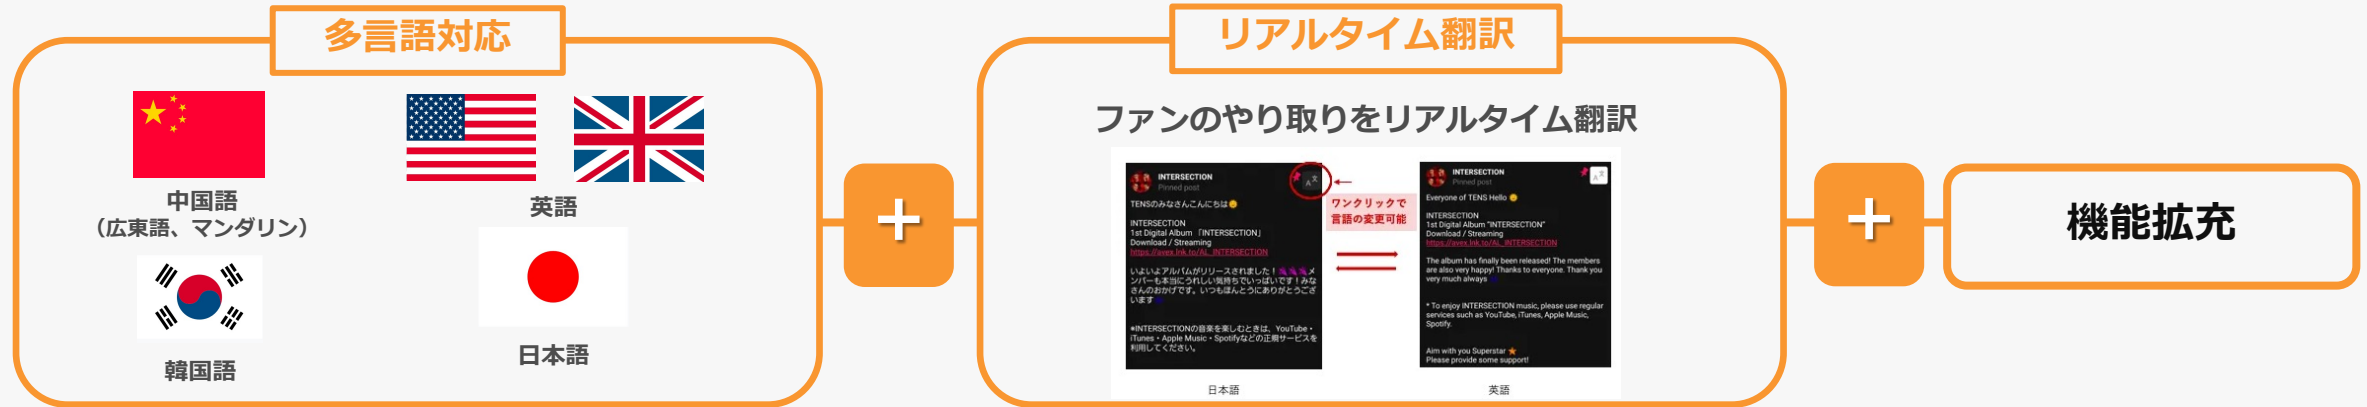 多言語対応
中国語
（広東語、マンダリン）
英語
韓国語
日本語
+
リアルタイム翻訳
ファンのやり取りをリアルタイム翻訳
INTERSECTION
Pinned post
TENSのみなさんこんにちは
INTERSECTION
1st Digital Album 「INTERSECTION」
Download / Streaming
https://avex.lnk.to/AL_INTERSECTION
いよいよアルバムがリリースされました！メ
ンバーも本当にうれしい気持ちでいっぱいです！みな
さんのおかげです。いつもほんとうにありがとうござ
います
*INTERSECTIONの音楽を楽しむときは、YouTube・
iTunes・Apple Music・Spotifyなどの正規サービスを
利用してください。
日本語
ワンクリックで
言語の変更可能
INTERSECTION
Pinned post
A文
Everyone of TENS Hello
INTERSECTION
1st Digital Album "INTERSECTION"
Download / Streaming
https://avex.lnk.to/AL_INTERSECTION
The album has finally been released! The members
are also very happy! Thanks to everyone. Thank you
very much always
* To enjoy INTERSECTION music, please use regular
services such as YouTube, iTunes, Apple Music,
Spotify.
Aim with you Superstar
Please provide some support!
英語
+
機能拡充